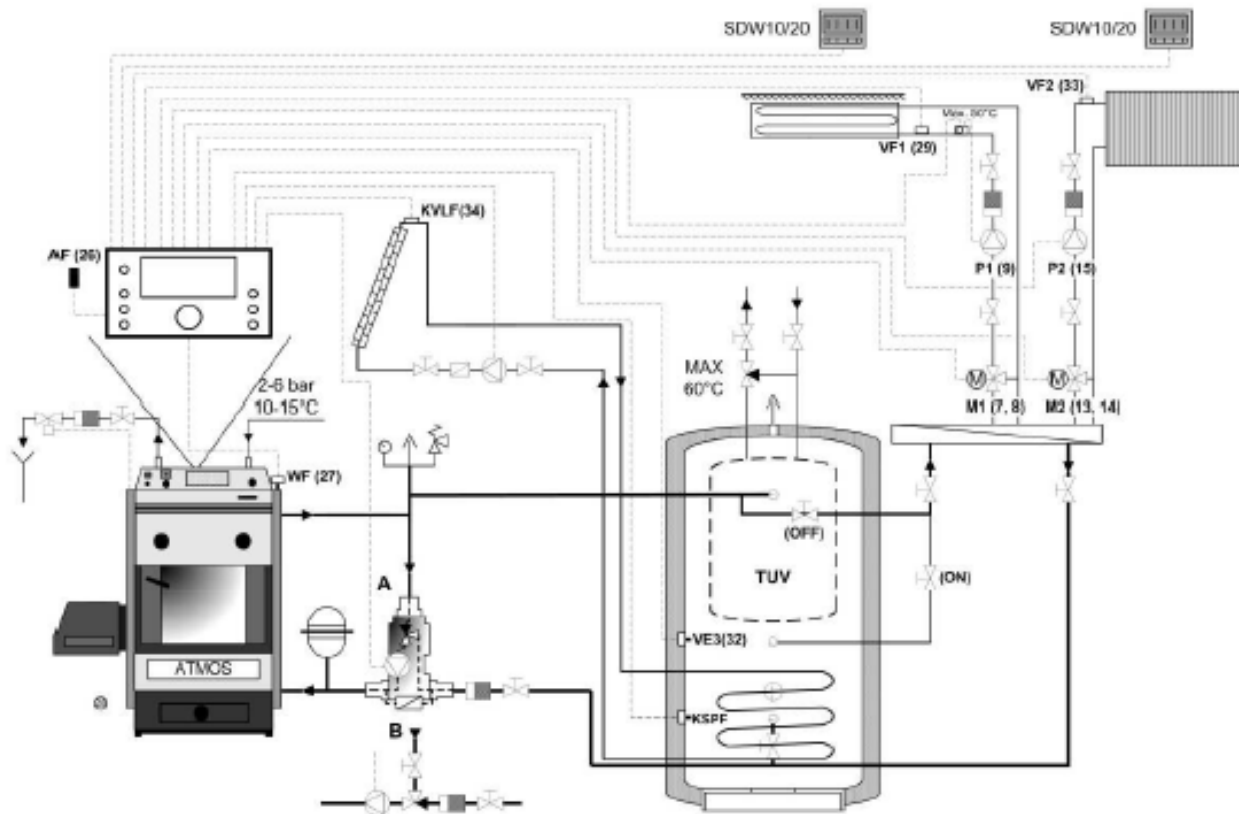 SDW10/20
SDW10/20
VF2 (33)
VF1 (29)
KVLF(34)
AF (26)
P1 (9)
P2 (15)
2-6 bar
10-15°C
MAX
60°C
M
M
M1 (7, 8)
M2 (13, 14)
WF (27)
(OFF)
TUV
(ON)
A
VE3(32)
ATMOS
KSPF
B